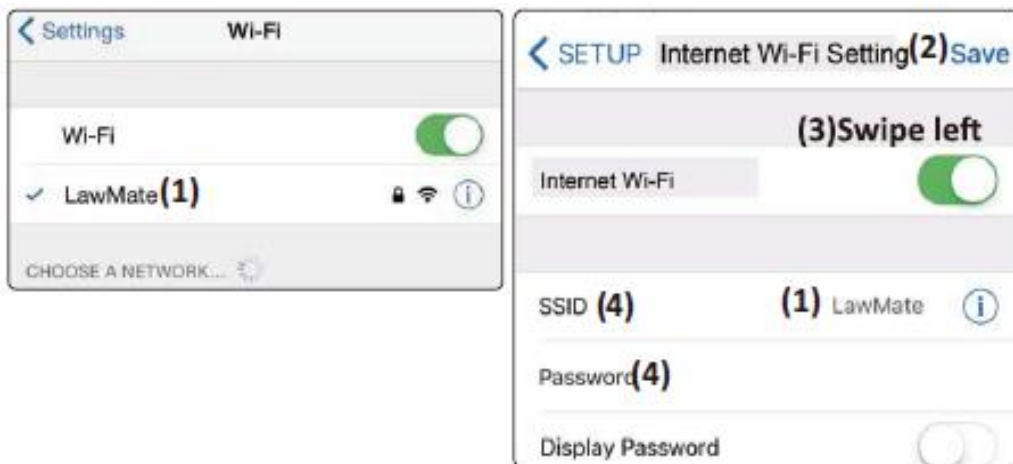 Settings Wi-Fi
Wi-Fi
LawMate(1)
CHOOSE A NETWORK...
SETUP Internet Wi-Fi Setting(2)Save
(3)Swipe left
Internet Wi-Fi
SSID (4) (1) LawMate
Password(4)
Display Password